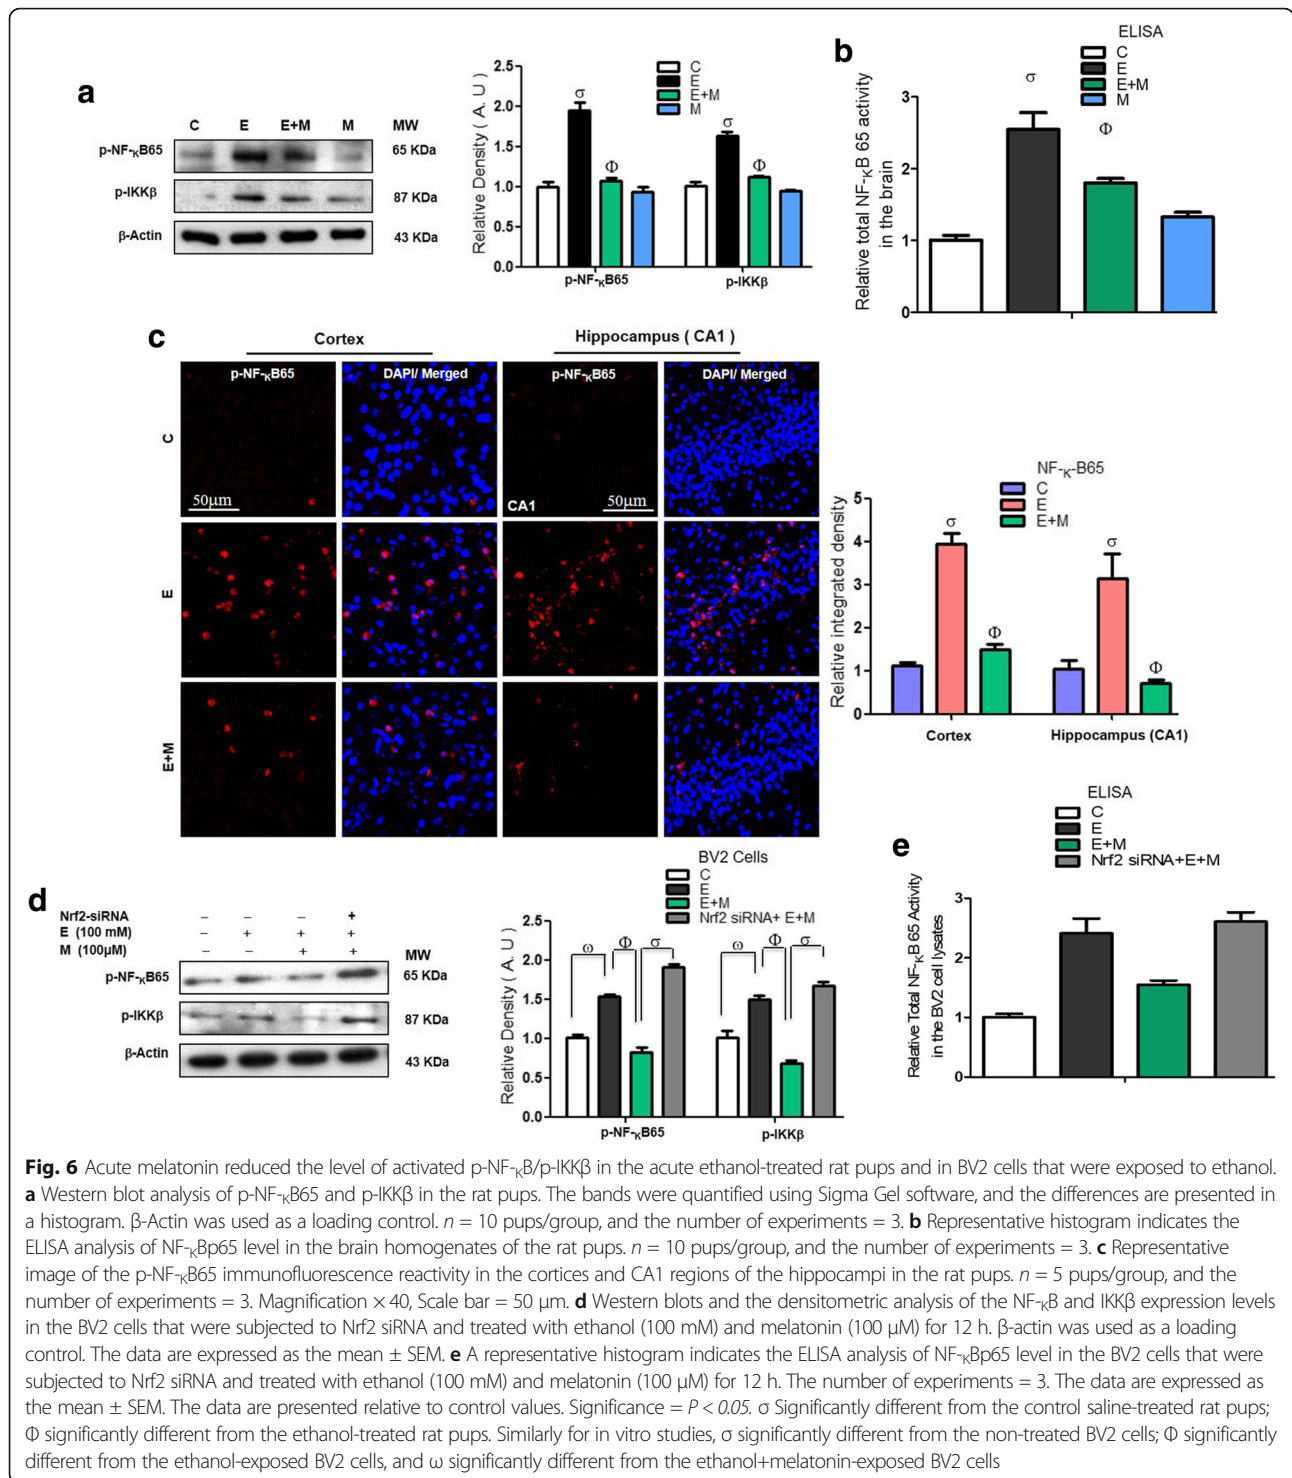 a
C E E+M M MW
p-NF-κB65 65 KDa
p-IKKβ 87 KDa
β-Actin 43 KDa
C
E
E+M
M
Relative Density ( A. U )
2.5
2.0
1.5
1.0
0.5
0.0
σ
Φ
σ
Φ
p-NF-κB65 p-IKKβ
b
ELISA
C
E
E+M
M
Relative total NF-κB 65 activity
in the brain
3
2
1
0
σ
Φ
c
Cortex Hippocampus ( CA1 )
p-NF-κB65 DAPI/ Merged p-NF-κB65 DAPI/ Merged
C
50µm CA1 50µm
E
E+M
NF-κ-B65
C
E
E+M
Relative integrated density
5
4
3
2
1
0
σ
Φ
σ
Φ
Cortex Hippocampus (CA1)
d
Nrf2-siRNA – – – +
E (100 mM) – + + +
M (100µM) – – + +
MW
p-NF-κB65 65 KDa
p-IKKβ 87 KDa
β-Actin 43 KDa
BV2 Cells
C
E
E+M
Nrf2 siRNA+ E+M
Relative Density ( A. U )
2.5
2.0
1.5
1.0
0.5
0.0
ω Φ σ
ω Φ σ
p-NF-κB65 p-IKKβ
e
ELISA
C
E
E+M
Nrf2 siRNA+E+M
Relative Total NF-κB 65 Activity
in the BV2 cell lysates
3
2
1
0
Fig. 6 Acute melatonin reduced the level of activated p-NF-κB/p-IKKβ in the acute ethanol-treated rat pups and in BV2 cells that were exposed to ethanol.
a Western blot analysis of p-NF-κB65 and p-IKKβ in the rat pups. The bands were quantified using Sigma Gel software, and the differences are presented in
a histogram. β-Actin was used as a loading control. n = 10 pups/group, and the number of experiments = 3. b Representative histogram indicates the
ELISA analysis of NF-κBp65 level in the brain homogenates of the rat pups. n = 10 pups/group, and the number of experiments = 3. c Representative
image of the p-NF-κB65 immunofluorescence reactivity in the cortices and CA1 regions of the hippocampi in the rat pups. n = 5 pups/group, and the
number of experiments = 3. Magnification × 40, Scale bar = 50 μm. d Western blots and the densitometric analysis of the NF-κB and IKKβ expression levels
in the BV2 cells that were subjected to Nrf2 siRNA and treated with ethanol (100 mM) and melatonin (100 μM) for 12 h. β-actin was used as a loading
control. The data are expressed as the mean ± SEM. e A representative histogram indicates the ELISA analysis of NF-κBp65 level in the BV2 cells that were
subjected to Nrf2 siRNA and treated with ethanol (100 mM) and melatonin (100 μM) for 12 h. The number of experiments = 3. The data are expressed as
the mean ± SEM. The data are presented relative to control values. Significance = P < 0.05. σ Significantly different from the control saline-treated rat pups;
Φ significantly different from the ethanol-treated rat pups. Similarly for in vitro studies, σ significantly different from the non-treated BV2 cells; Φ significantly
different from the ethanol-exposed BV2 cells, and ω significantly different from the ethanol+melatonin-exposed BV2 cells